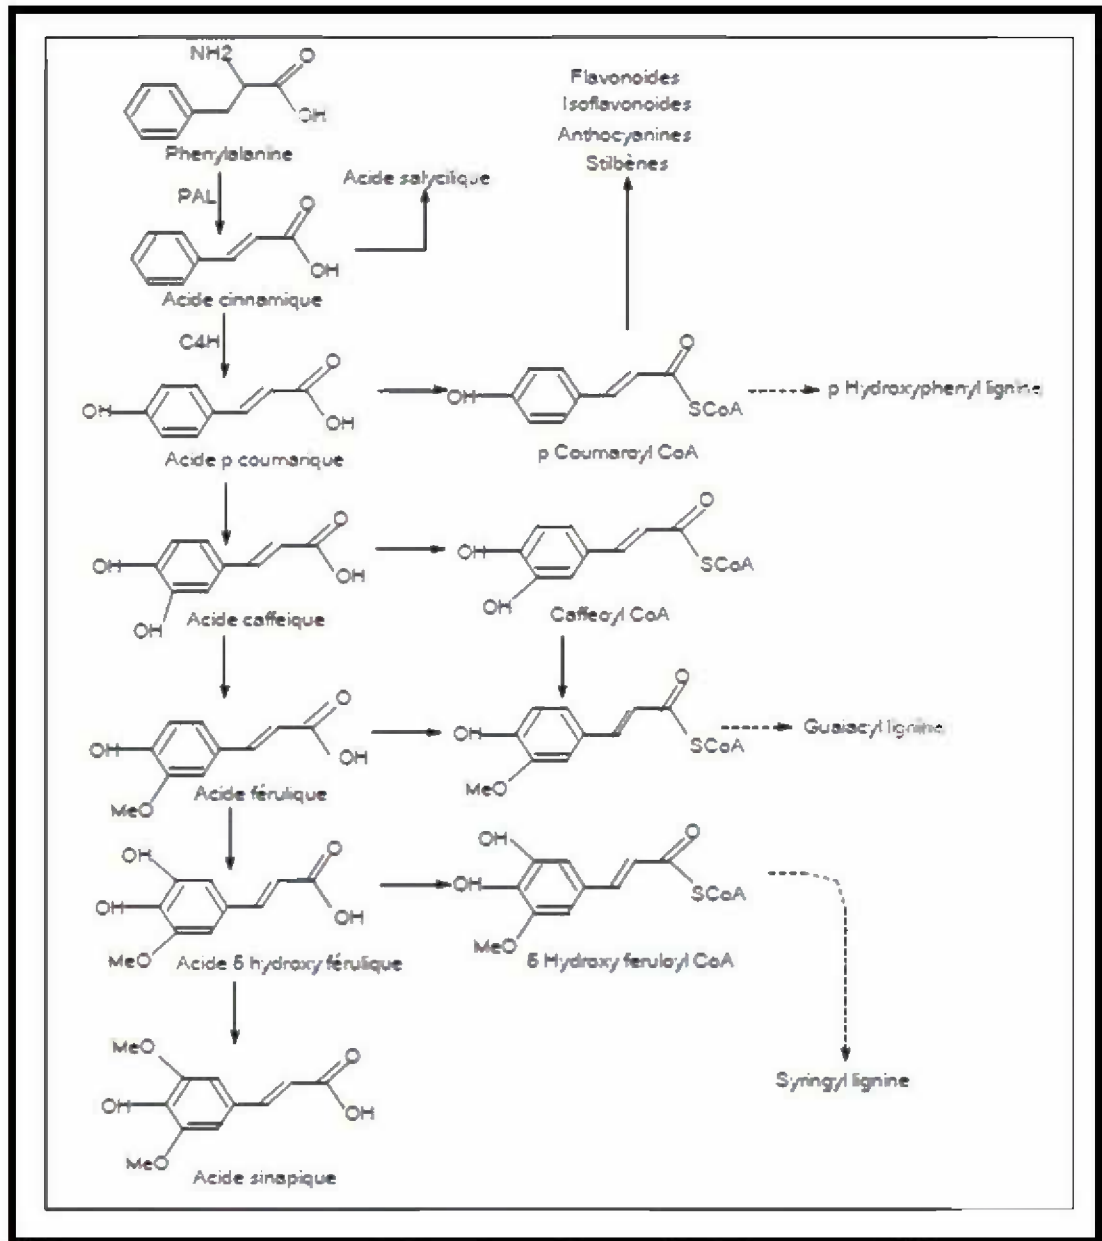 NH2
O
OH
Phenylalanine
Flavonoides
Isoflavonoides
Anthocyanines
Stilbènes
PAL
Acide salycilique
O
OH
Acide cinnamique
C4H
O
OH
OH
Acide p coumarique
O
OH
SCoA
p Coumaroyl CoA
p Hydroxyphenyl lignine
O
OH
OH
OH
Acide caffeique
O
OH
OH
SCoA
Caffeoyl CoA
O
OH
OH
MeO
Acide férulique
O
OH
MeO
SCoA
Guaiacyl lignine
OH
O
OH
OH
MeO
Acide 5 hydroxy férulique
OH
O
OH
SCoA
MeO
5 Hydroxy feruloyl CoA
MeO
O
OH
OH
MeO
Acide sinapique
Syringyl lignine